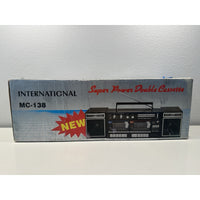 INTERNATIONAL
Super Power Double Cassette
MC-138
NEW